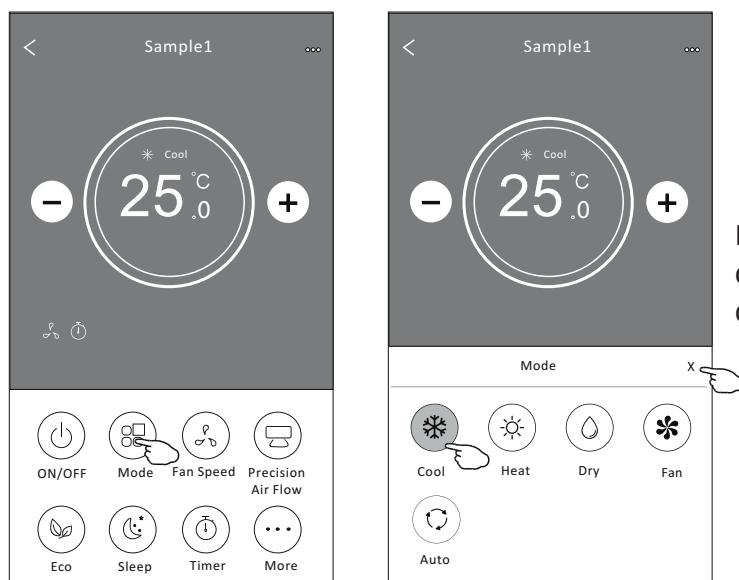 Sample1
Cool
25.0 °C
ON/OFF
Mode
Fan Speed
Precision
Air Flow
Eco
Sleep
Timer
More
Sample1
Cool
25.0 °C
Mode X
Cool
Heat
Dry
Fan
Auto